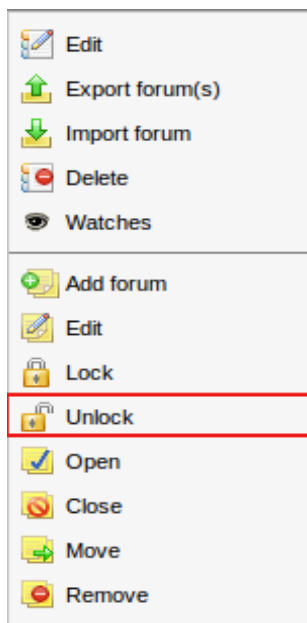 Edit
Export forum(s)
Import forum
Delete
Watches
Add forum
Edit
Lock
Unlock
Open
Close
Move
Remove